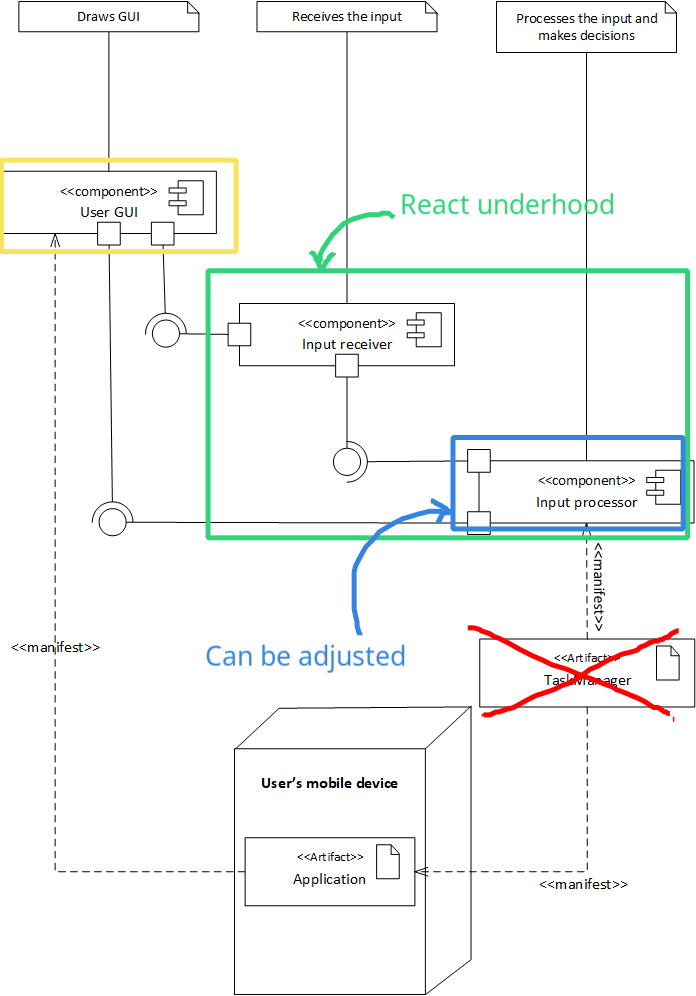 Draws GUI
Receives the input
Processes the input and
makes decisions
<<component>>
User GUI
React underhood
<<component>>
Input receiver
<<component>>
Input processor
<<manifest>>
Can be adjusted
<<manifest>>
<<Artifact>>
TaskManager
User's mobile device
<<Artifact>>
Application
<<manifest>>